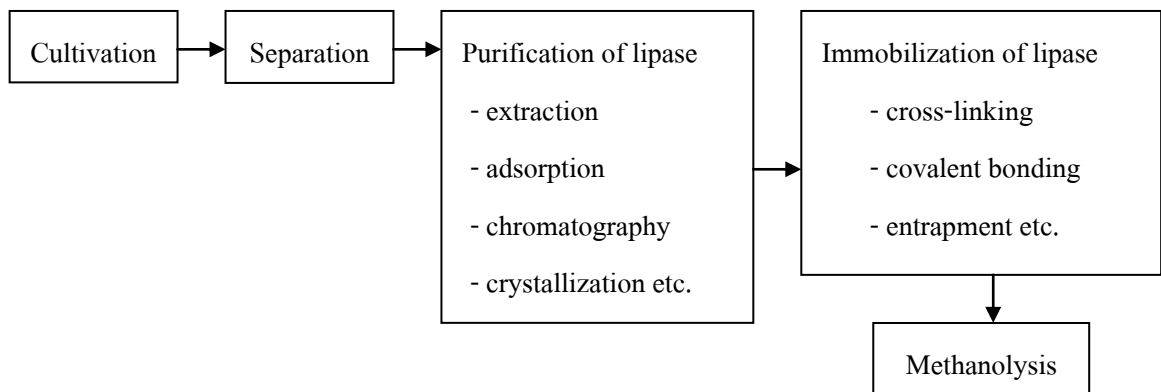 Cultivation
Separation
Purification of lipase
- extraction
- adsorption
- chromatography
- crystallization etc.
Immobilization of lipase
- cross-linking
- covalent bonding
- entrapment etc.
Methanolysis